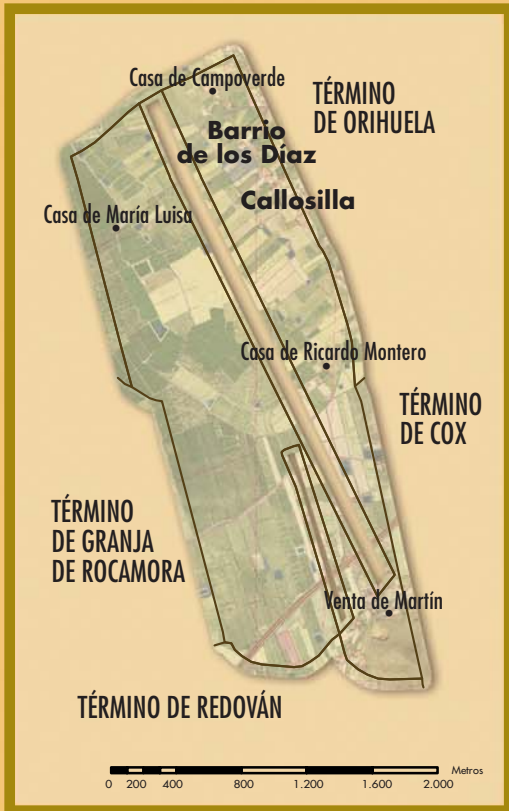 Casa de Campoverde
TÉRMINO
DE ORIHUELA
Barrio
de los Díaz
Callosilla
Casa de María Luisa
Casa de Ricardo Montero
TÉRMINO
DE COX
TÉRMINO
DE GRANJA
DE ROCAMORA
Venta de Martín
TÉRMINO DE REDOVÁN
Metros
0 200 400 800 1.200 1.600 2.000